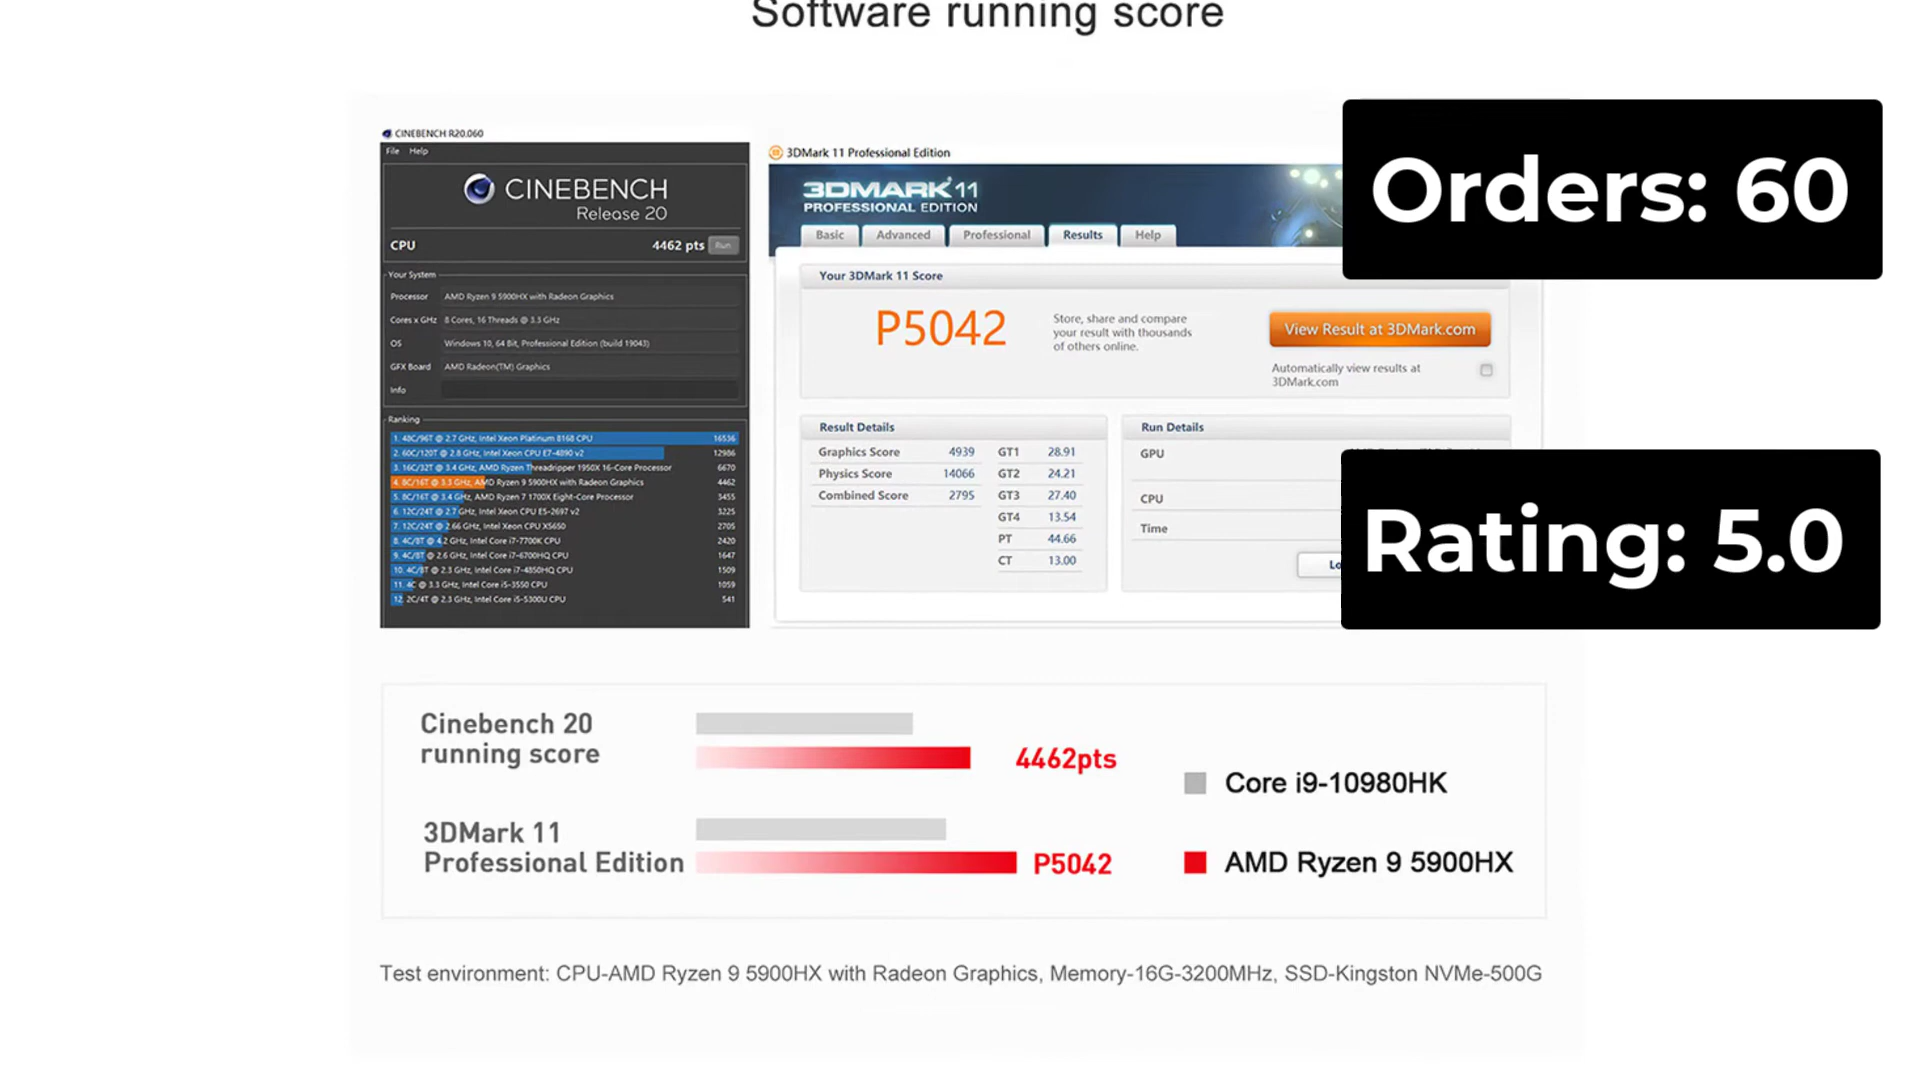 Software running score
CINEBENCH R20.060
File Help
CINEBENCH
Release 20
CPU 4462 pts Run
Your System
Processor AMD Ryzen 9 5900HX with Radeon Graphics
Cores x GHz 8 Cores, 16 Threads @ 3.3 GHz
OS Windows 10, 64 Bit, Professional Edition (build 19043)
GFX Board AMD Radeon(TM) Graphics
Info
Ranking
1. 48C/96T @ 2.7 GHz, Intel Xeon Platinum 8168 CPU 16536
2. 60C/120T @ 2.8 GHz, Intel Xeon CPU E7-4890 v2 12986
3. 16C/32T @ 3.4 GHz, AMD Ryzen Threadripper 1950X 16-Core Processor 6670
4. 8C/16T @ 3.3 GHz, AMD Ryzen 9 5900HX with Radeon Graphics 4462
5. 8C/16T @ 3.4 GHz, AMD Ryzen 7 1700X Eight-Core Processor 3455
6. 12C/24T @ 2.7 GHz, Intel Xeon CPU E5-2697 v2 3225
7. 12C/24T @ 2.66 GHz, Intel Xeon CPU X5650 2705
8. 4C/8T @ 4.2 GHz, Intel Core i7-7700K CPU 2420
9. 4C/8T @ 2.6 GHz, Intel Core i7-6700HQ CPU 1647
10. 4C/8T @ 2.3 GHz, Intel Core i7-4850HQ CPU 1509
11. 4C @ 3.3 GHz, Intel Core i5-3550 CPU 1059
12. 2C/4T @ 2.3 GHz, Intel Core i5-5300U CPU 541
3DMark 11 Professional Edition
3DMARK 11
PROFESSIONAL EDITION
Basic Advanced Professional Results Help
Your 3DMark 11 Score
P5042
Store, share and compare
your result with thousands
of others online.
View Result at 3DMark.com
Automatically view results at
3DMark.com
Result Details
Graphics Score 4939 GT1 28.91
Physics Score 14066 GT2 24.21
Combined Score 2795 GT3 27.40
GT4 13.54
PT 44.66
CT 13.00
Run Details
GPU
CPU
Time
Orders: 60
Rating: 5.0
Cinebench 20
running score
4462pts
3DMark 11
Professional Edition
P5042
Core i9-10980HK
AMD Ryzen 9 5900HX
Test environment: CPU-AMD Ryzen 9 5900HX with Radeon Graphics, Memory-16G-3200MHz, SSD-Kingston NVMe-500G